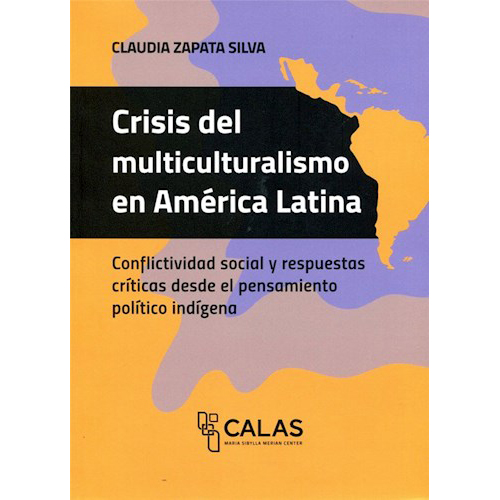 CLAUDIA ZAPATA SILVA
Crisis del
multiculturalismo
en América Latina
Conflictividad social y respuestas
críticas desde el pensamiento
político indígena
CALAS
MARIA SIBYLLA MERIAN CENTER